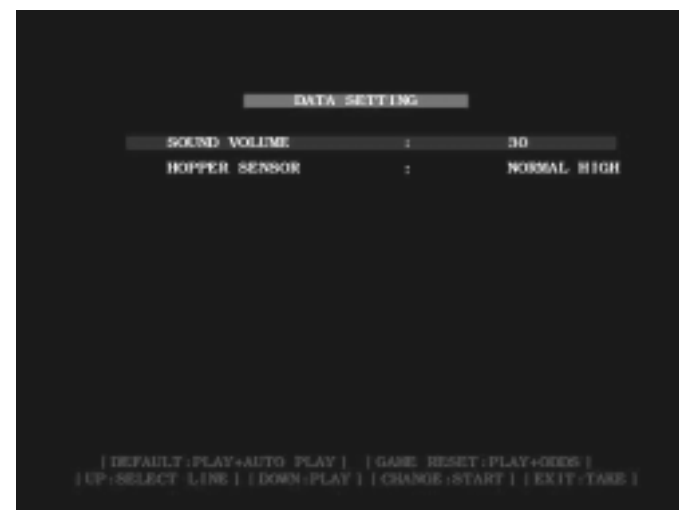 DATA SETTING
SOUND VOLUME : 30
HOPPER SENSOR : NORMAL HIGH
[DEFAULT:PLAY+AUTO PLAY] [GAME RESET:PLAY+ODDS]
[UP:SELECT LINE] [DOWN:PLAY] [CHANGE:START] [EXIT:TAKE]